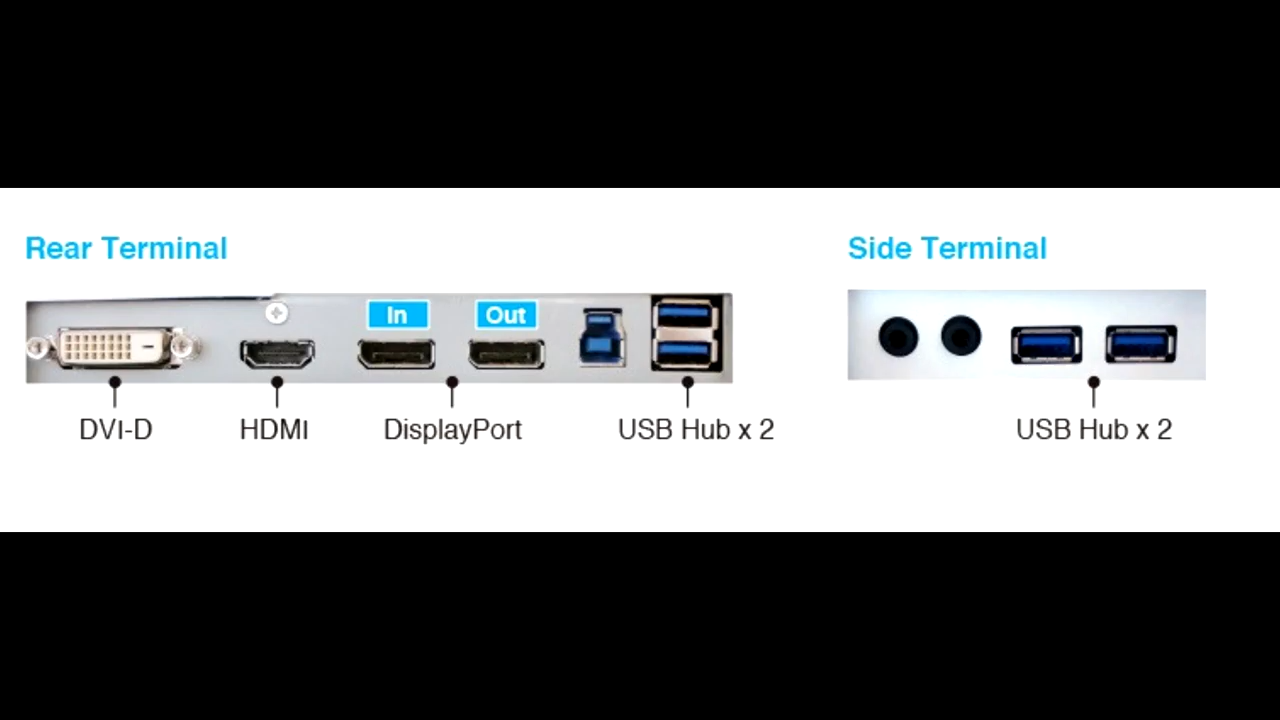 Rear Terminal
Side Terminal
In
Out
DVI-D
HDMI
DisplayPort
USB Hub x 2
USB Hub x 2